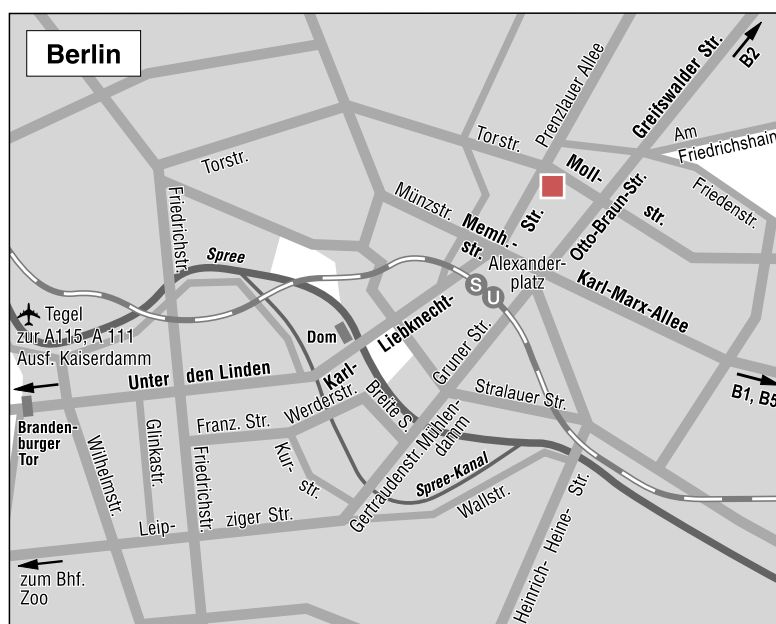 Berlin
B2
Greifswalder Str.
Prenzlauer Allee
Am
Friedrichshain
Torstr.
Torstr.
Moll-
str.
Friedenstr.
Friedrichstr.
Münzstr.
Memh.-
str.
Str.
Otto-Braun-Str.
Spree
Alexander-
platz
S
U
Karl-Marx-Allee
Tegel
zur A115, A 111
Ausf. Kaiserdamm
Dom
Karl-
Liebknecht-
Gruner Str.
B1, B5
Unter den Linden
Stralauer Str.
Branden-
burger
Tor
Wilhelmstr.
Glinkastr.
Franz. Str.
Werderstr.
Breite S.
Mühlen-
damm
Friedrichstr.
Kur-
str.
Gertraudenstr.
Spree-Kanal
Wallstr.
Leip-
ziger Str.
Heinrich- Heine- Str.
zum Bhf.
Zoo